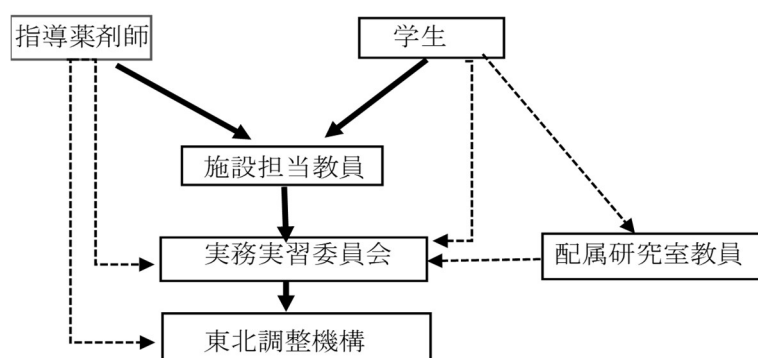 指導薬剤師
学生
施設担当教員
実務実習委員会
配属研究室教員
東北調整機構